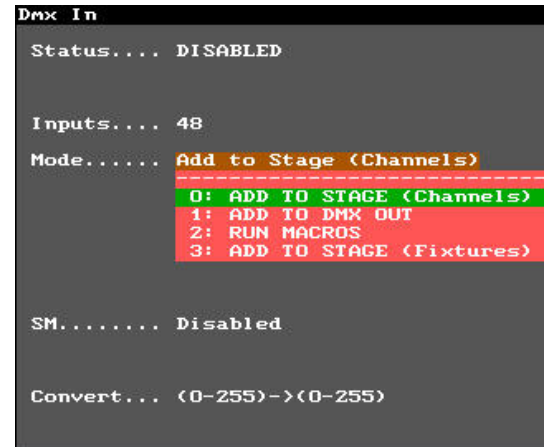 Dmx In
Status.... DISABLED
Inputs.... 48
Mode...... Add to Stage (Channels)
0: ADD TO STAGE (Channels)
1: ADD TO DMX OUT
2: RUN MACROS
3: ADD TO STAGE (Fixtures)
SM........ Disabled
Convert... (0-255)->(0-255)